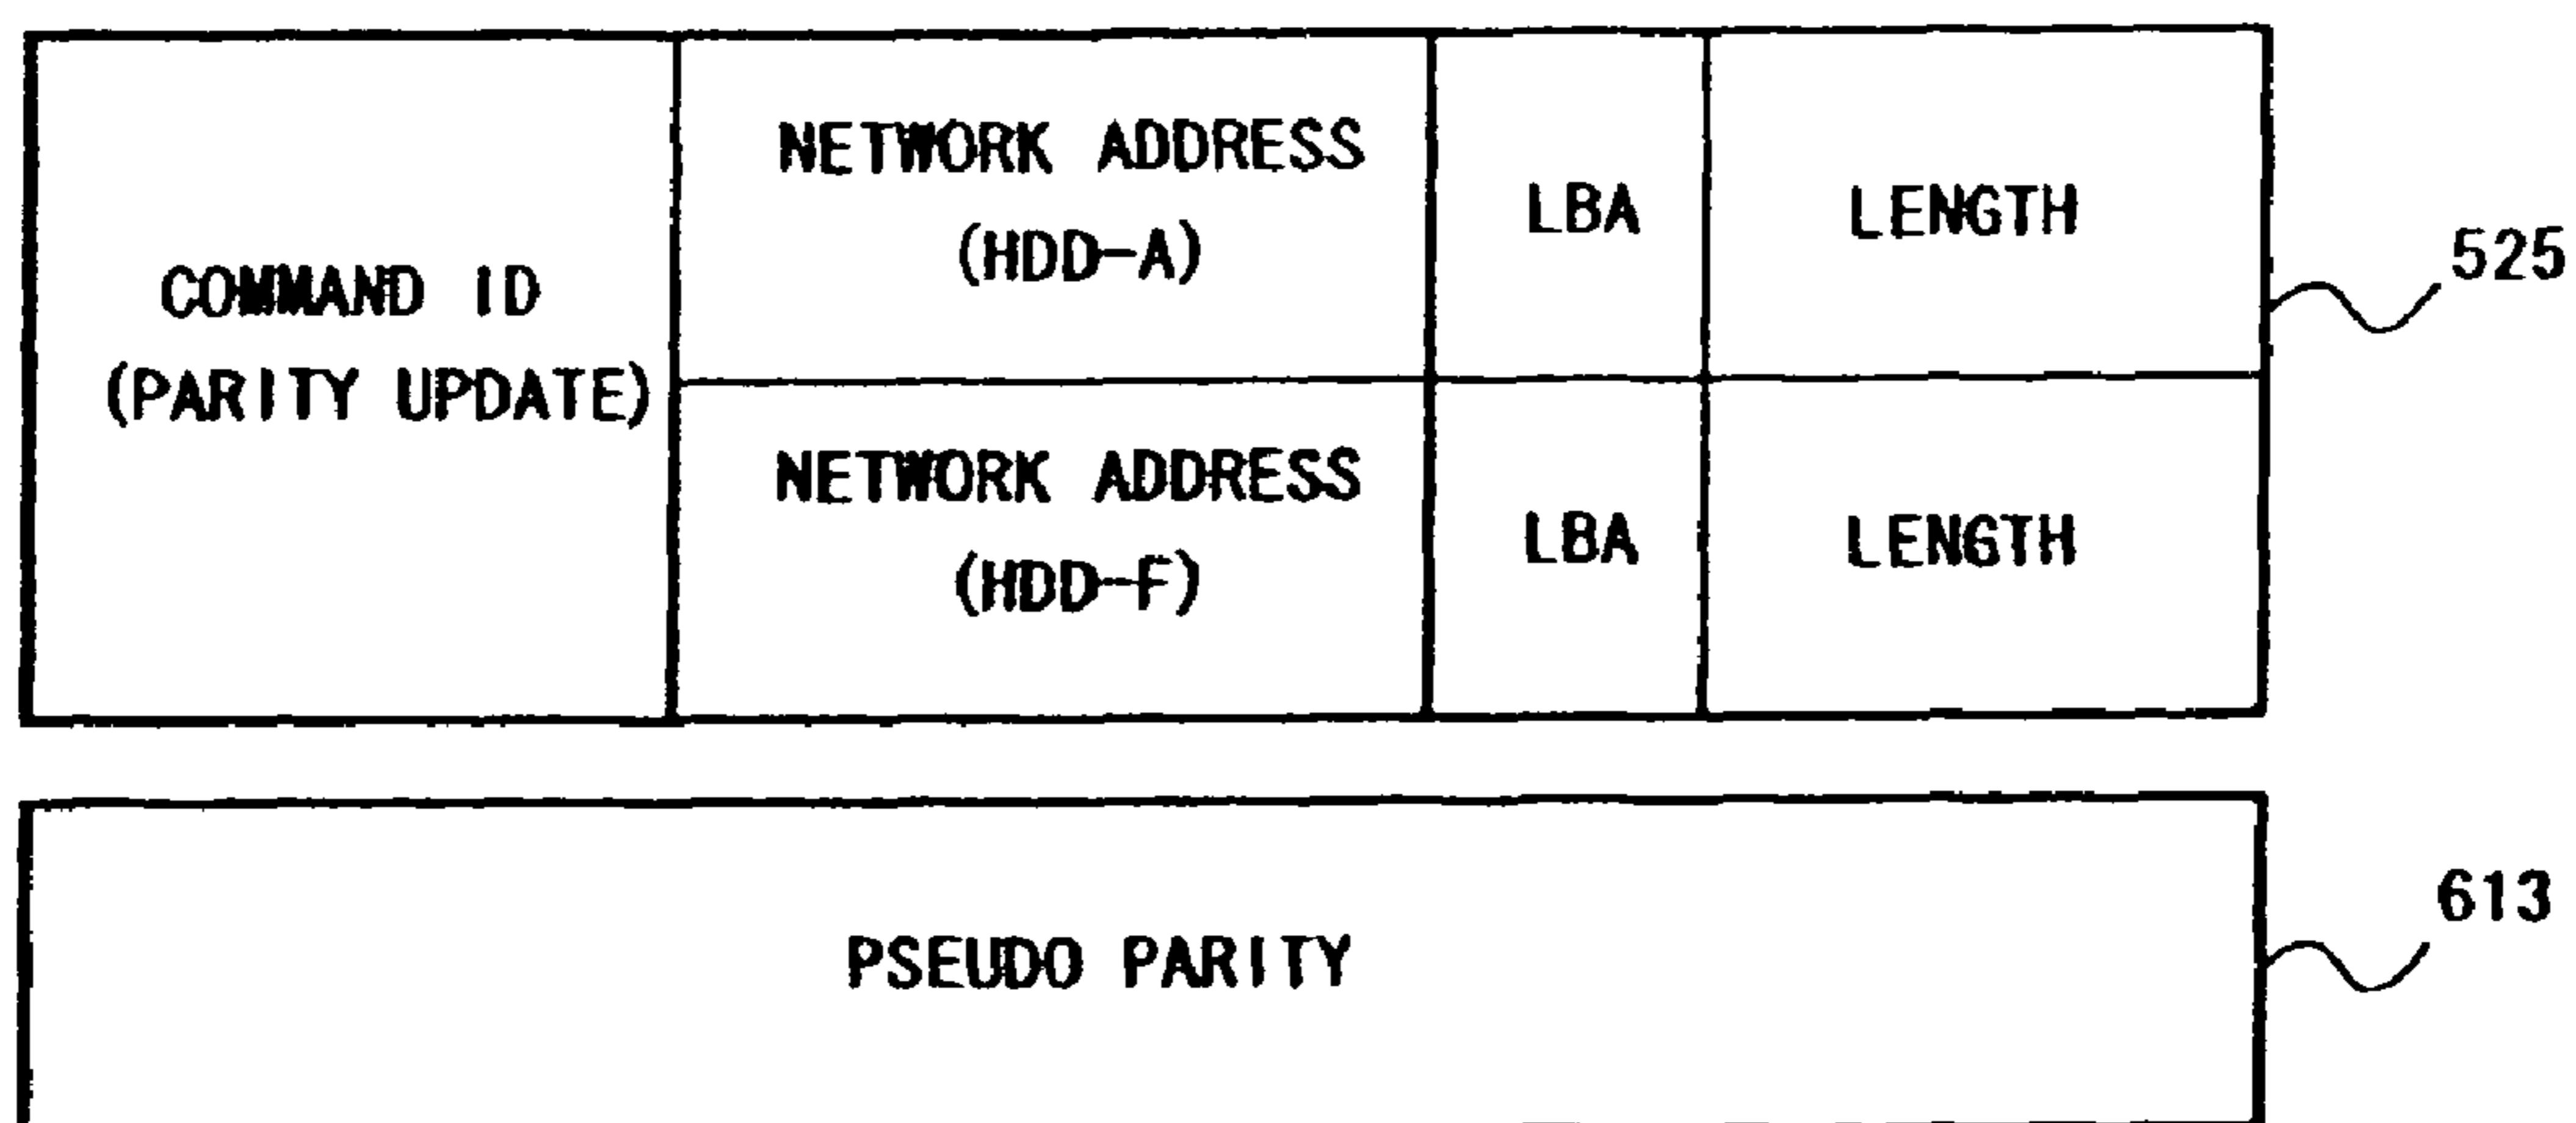 NETWORK ADDRESS
(HDD-A)
LBA
LENGTH
525
COMMAND ID
(PARITY UPDATE)
NETWORK ADDRESS
(HDD-F)
LBA
LENGTH
PSEUDO PARITY
613